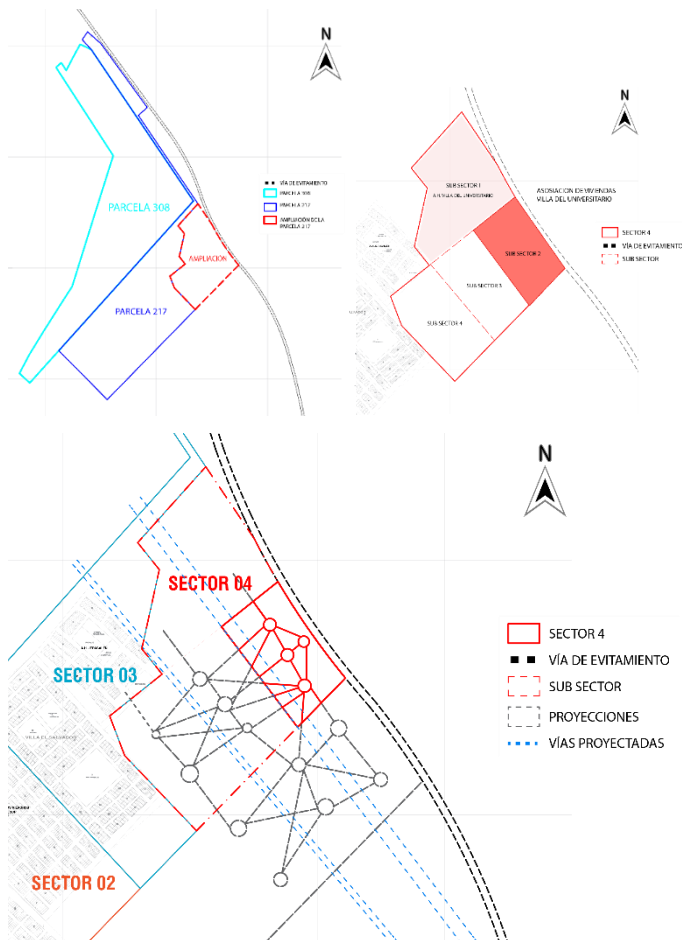 N
VÍA DE EVITAMIENTO
PARCELA 308
PARCELA 217
AMPLIACIÓN DE LA
PARCELA 217
PARCELA 308
AMPLIACIÓN
PARCELA 217
N
SUB SECTOR 1
ASOSIACION DE VIVIENDAS
VILLA DEL UNIVERSITARIO
SECTOR 4
VÍA DE EVITAMIENTO
SUB SECTOR
SUB SECTOR 2
SUB SECTOR 3
SUB SECTOR 4
N
SECTOR 04
SECTOR 03
SECTOR 02
SECTOR 4
VÍA DE EVITAMIENTO
SUB SECTOR
PROYECCIONES
VÍAS PROYECTADAS